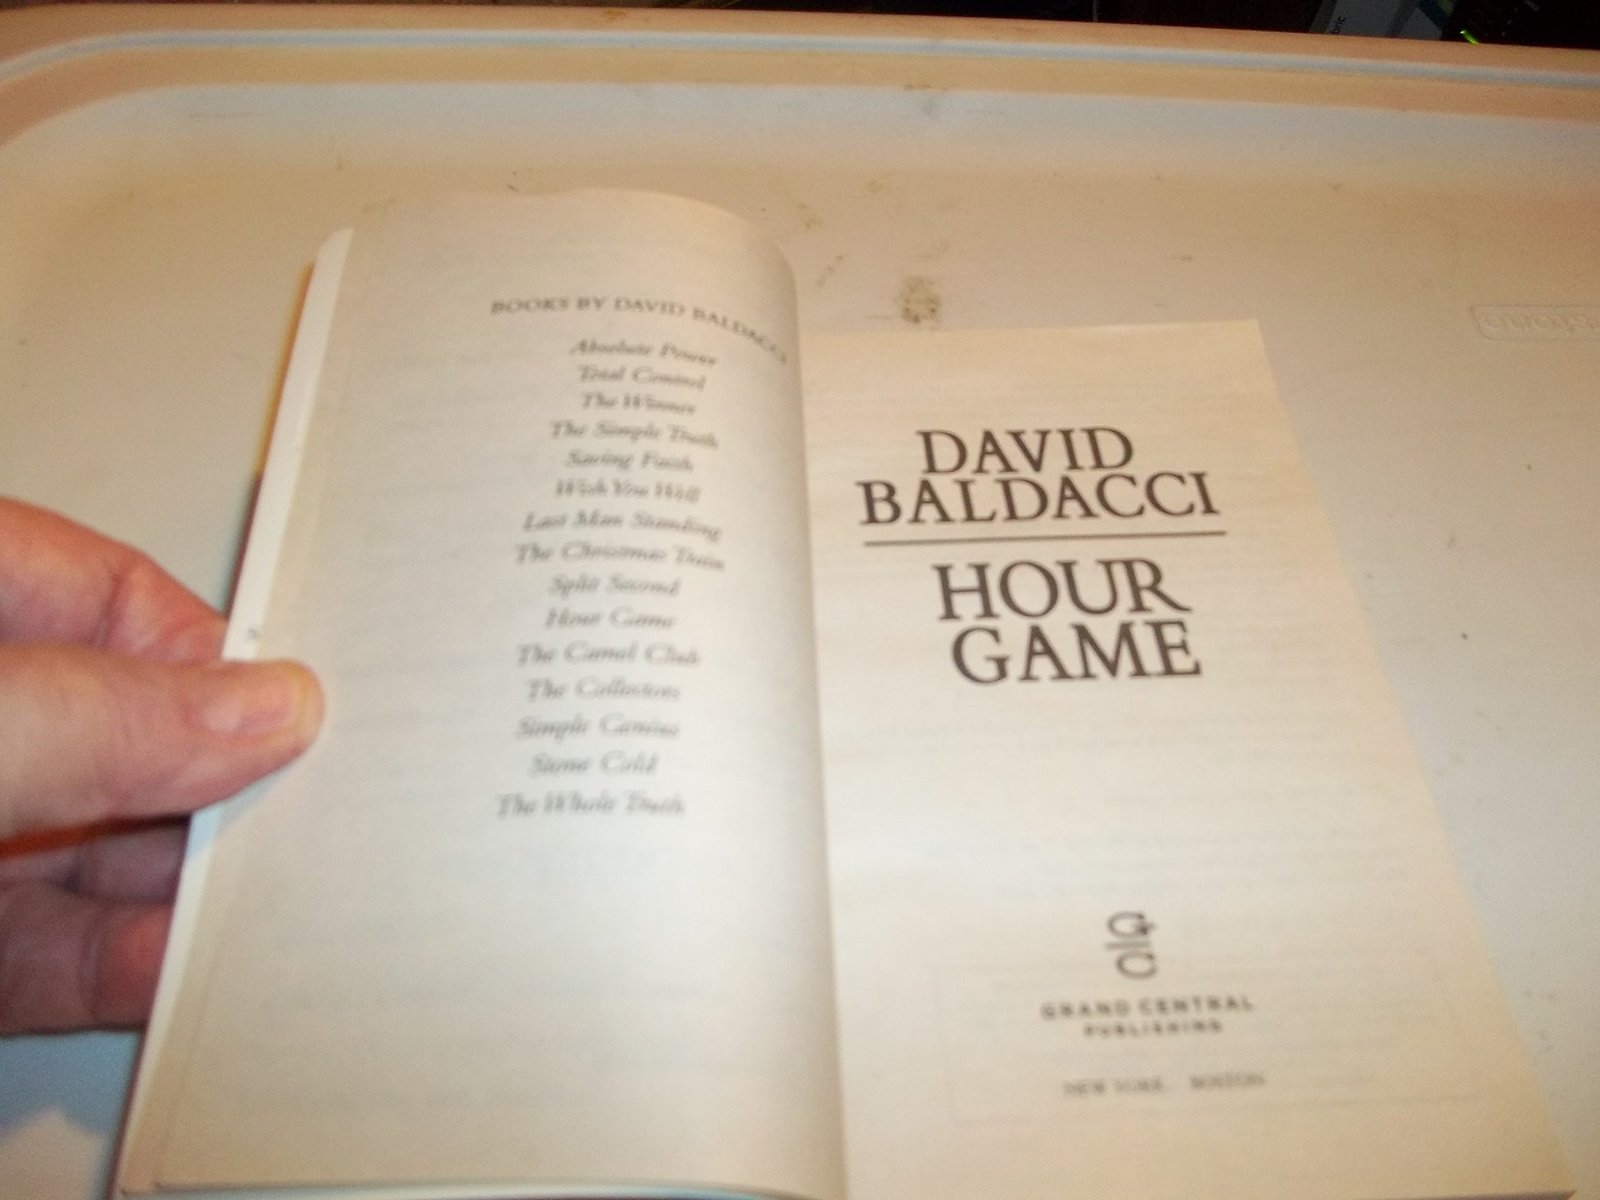 BOOKS BY DAVID BALDACCI
Absolute Power
Total Control
The Winner
The Simple Truth
Saving Faith
Wish You Well
Last Man Standing
The Christmas Train
Split Second
Hour Game
The Camel Club
The Collectors
Simple Genius
Stone Cold
The Whole Truth
DAVID
BALDACCI
HOUR
GAME
GC
GRAND CENTRAL
PUBLISHING
NEW YORK BOSTON